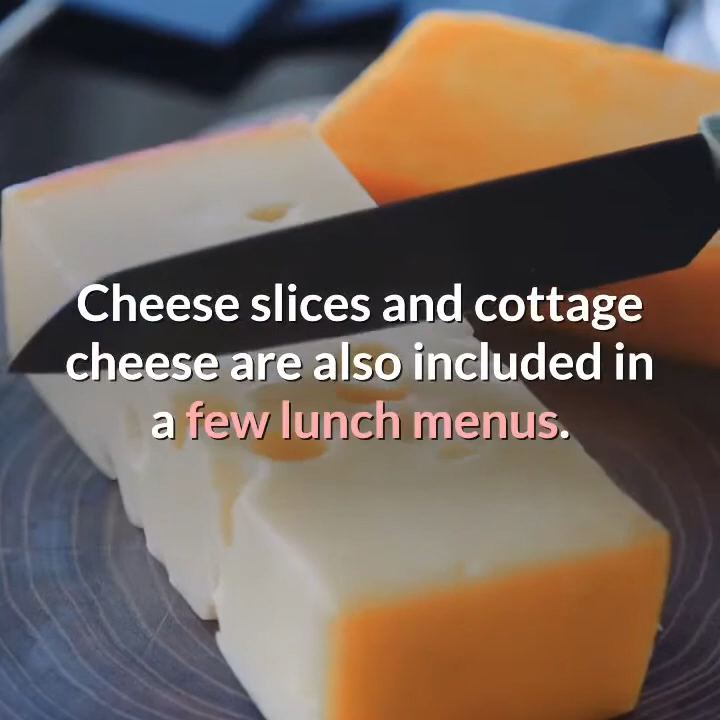 Cheese slices and cottage
cheese are also included in
a few lunch menus.